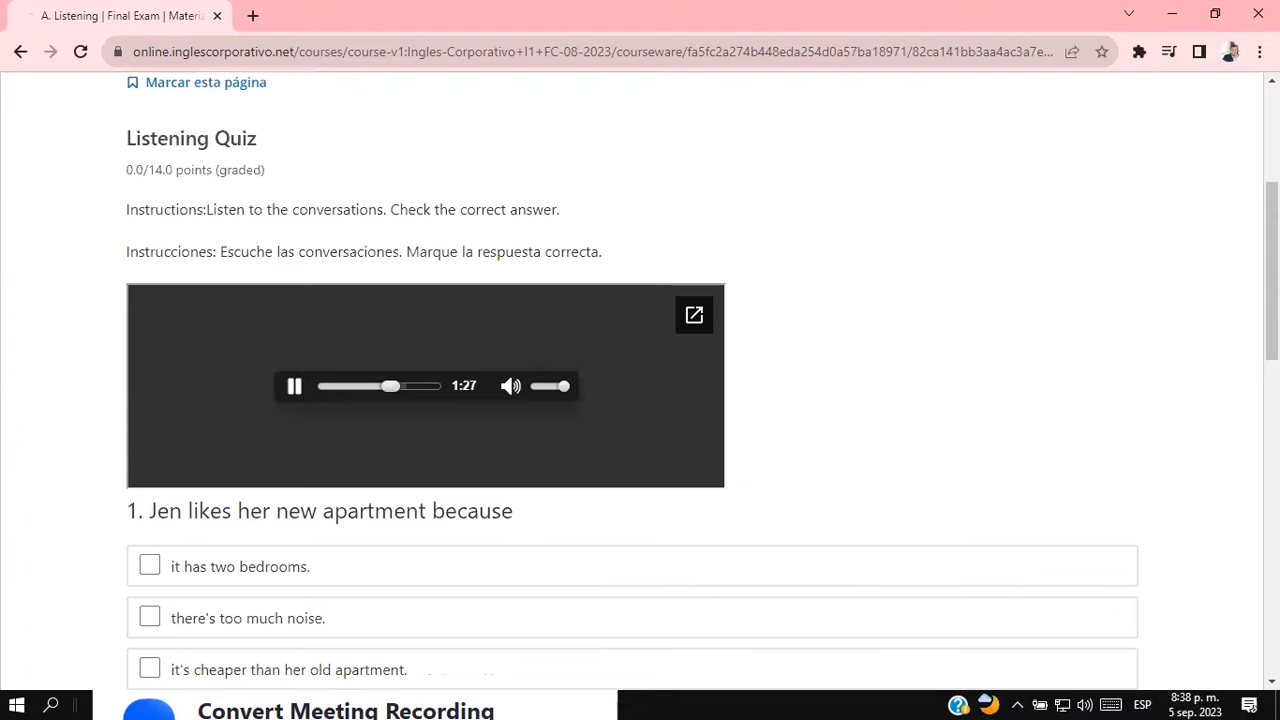 A. Listening | Final Exam | Materia
online.inglescorporativo.net/courses/course-v1:Ingles-Corporativo+I1+FC-08-2023/courseware/fa5fc2a274b448eda254d0a57ba18971/82ca141bb3aa4ac3a7e...
Marcar esta página
Listening Quiz
0.0/14.0 points (graded)
Instructions:Listen to the conversations. Check the correct answer.
Instrucciones: Escuche las conversaciones. Marque la respuesta correcta.
1:27
1. Jen likes her new apartment because
it has two bedrooms.
there's too much noise.
it's cheaper than her old apartment.
Convert Meeting Recording
ESP
8:38 p. m.
5 sep. 2023